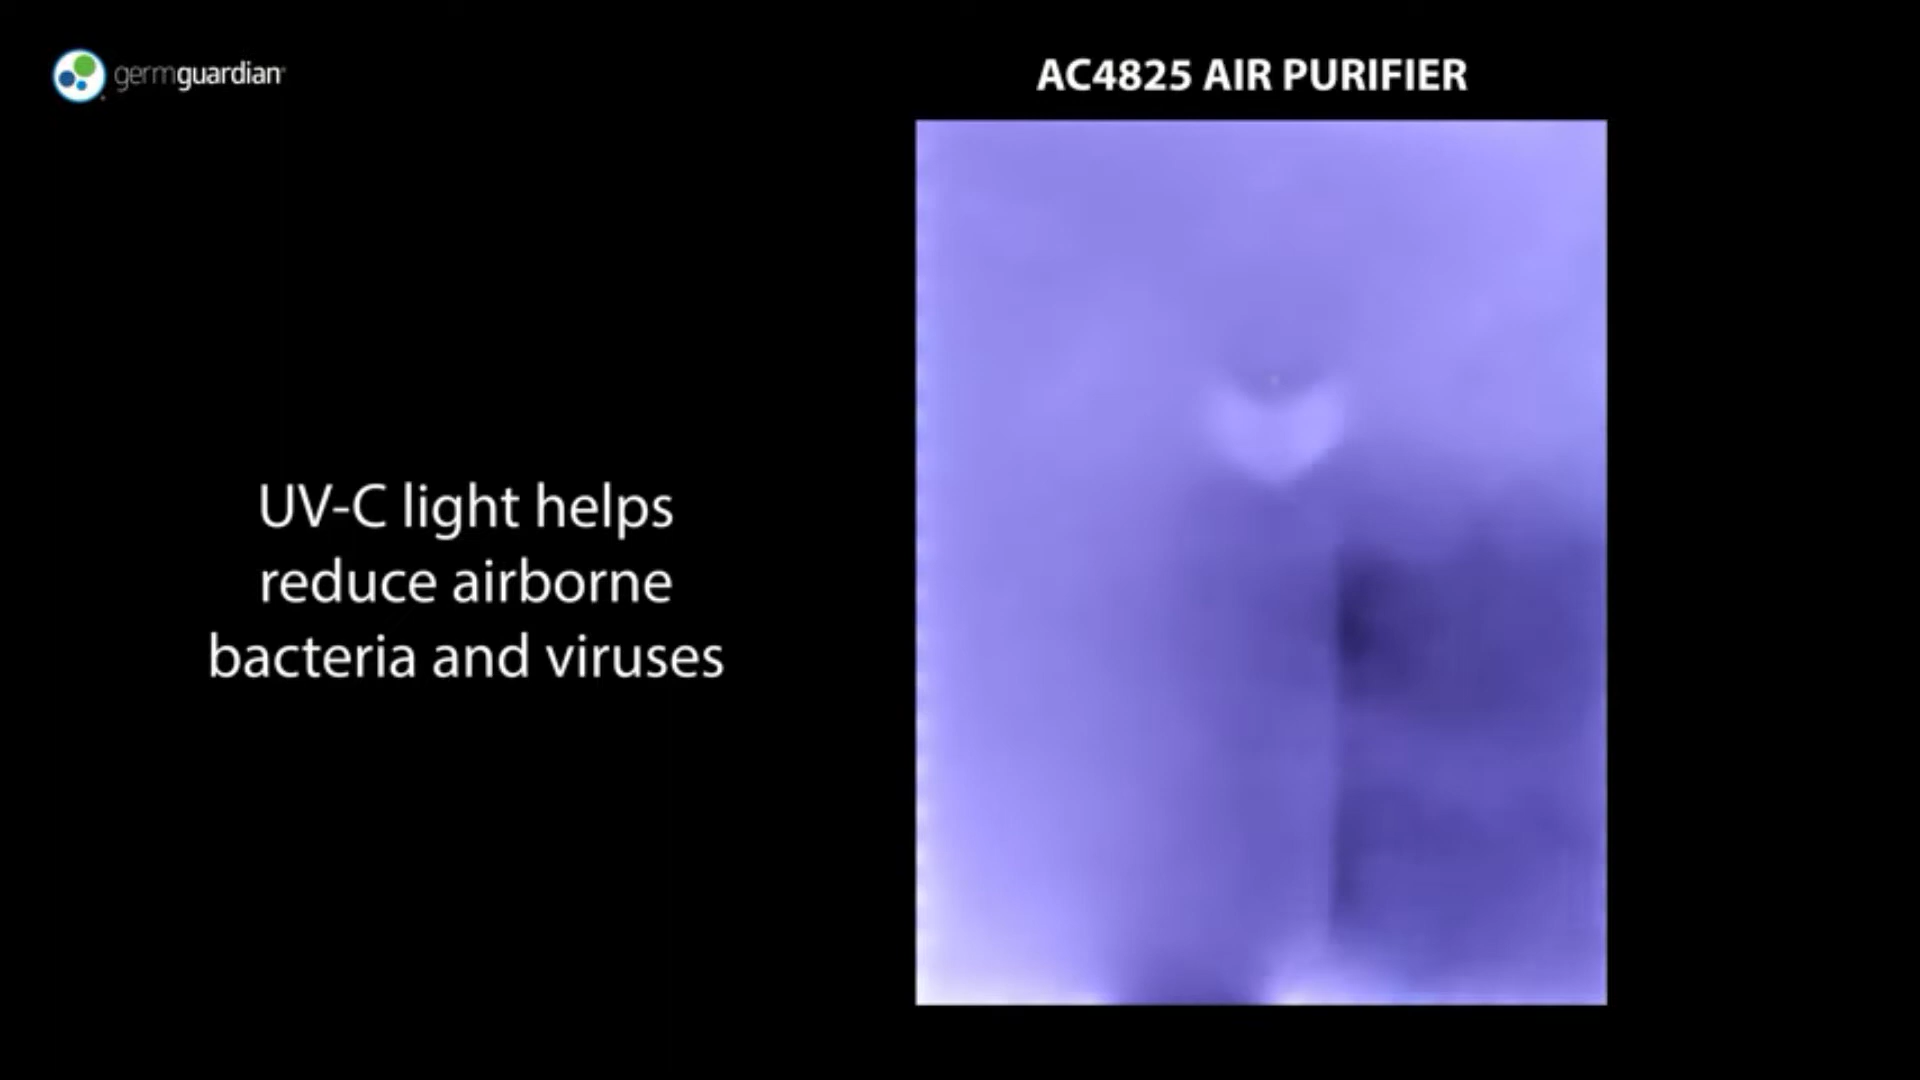 germguardian
AC4825 AIR PURIFIER
UV-C light helps
reduce airborne
bacteria and viruses